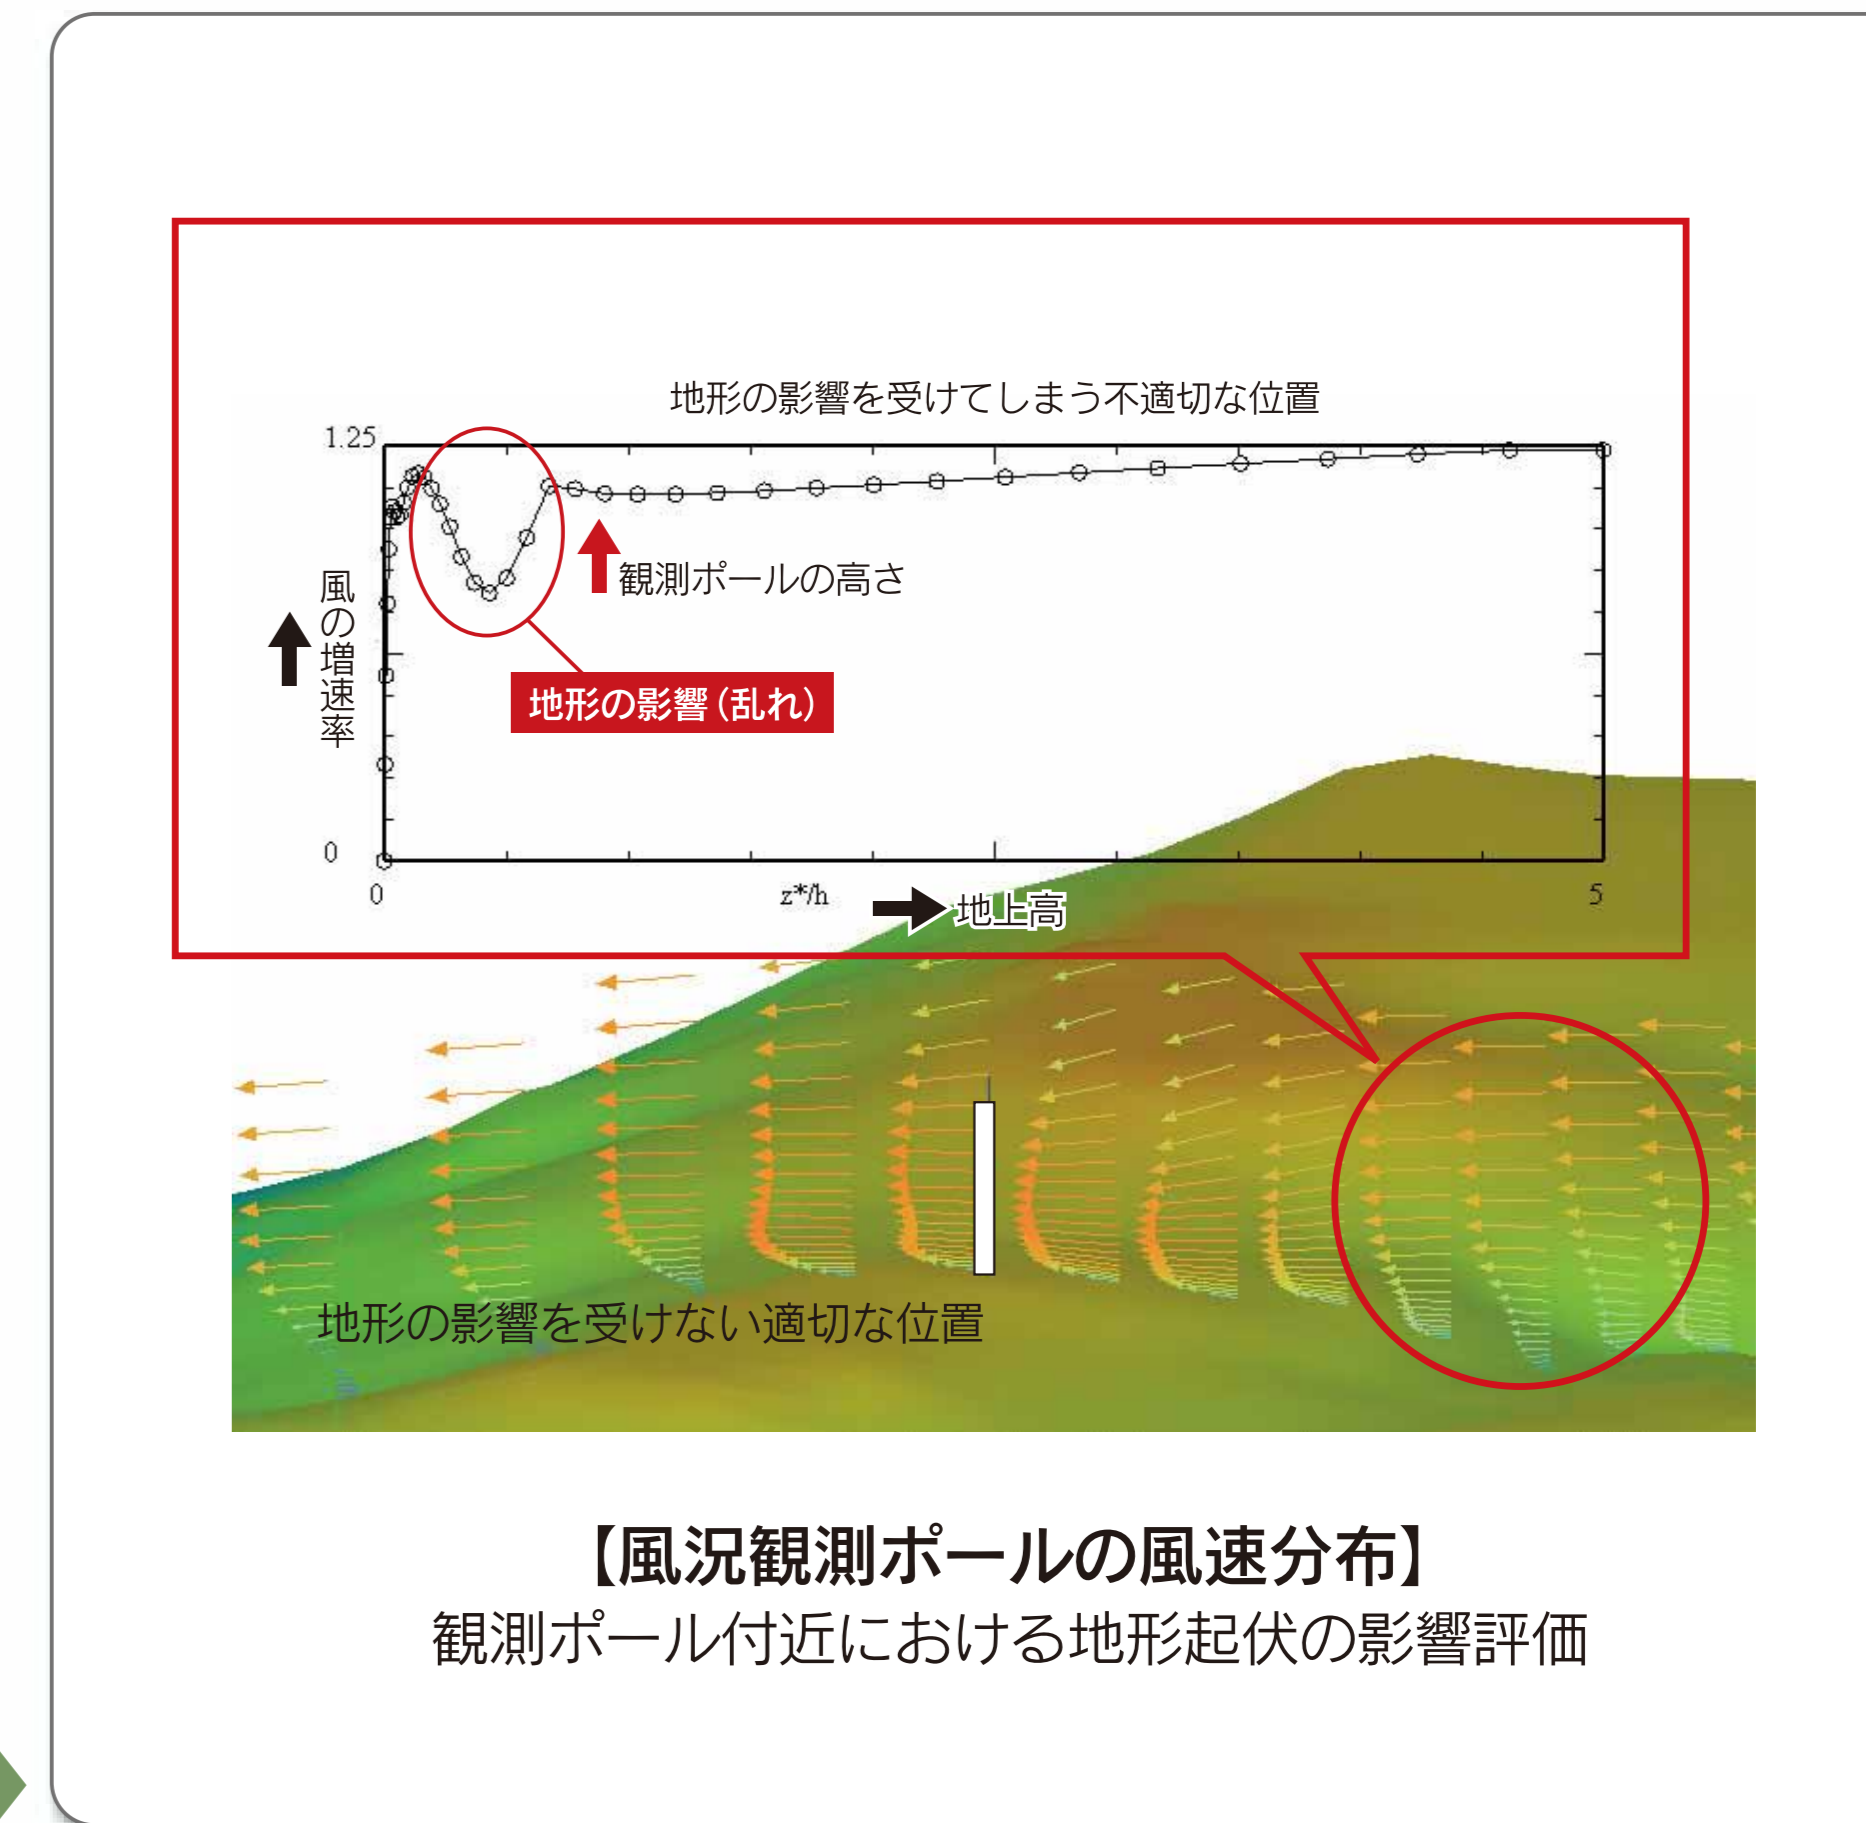 地形の影響を受けてしまう不適切な位置
1.25
観測ポールの高さ
風の増速率
地形の影響(乱れ)
0
0
z*/h
地上高
5
地形の影響を受けない適切な位置
【風況観測ポールの風速分布】
観測ポール付近における地形起伏の影響評価